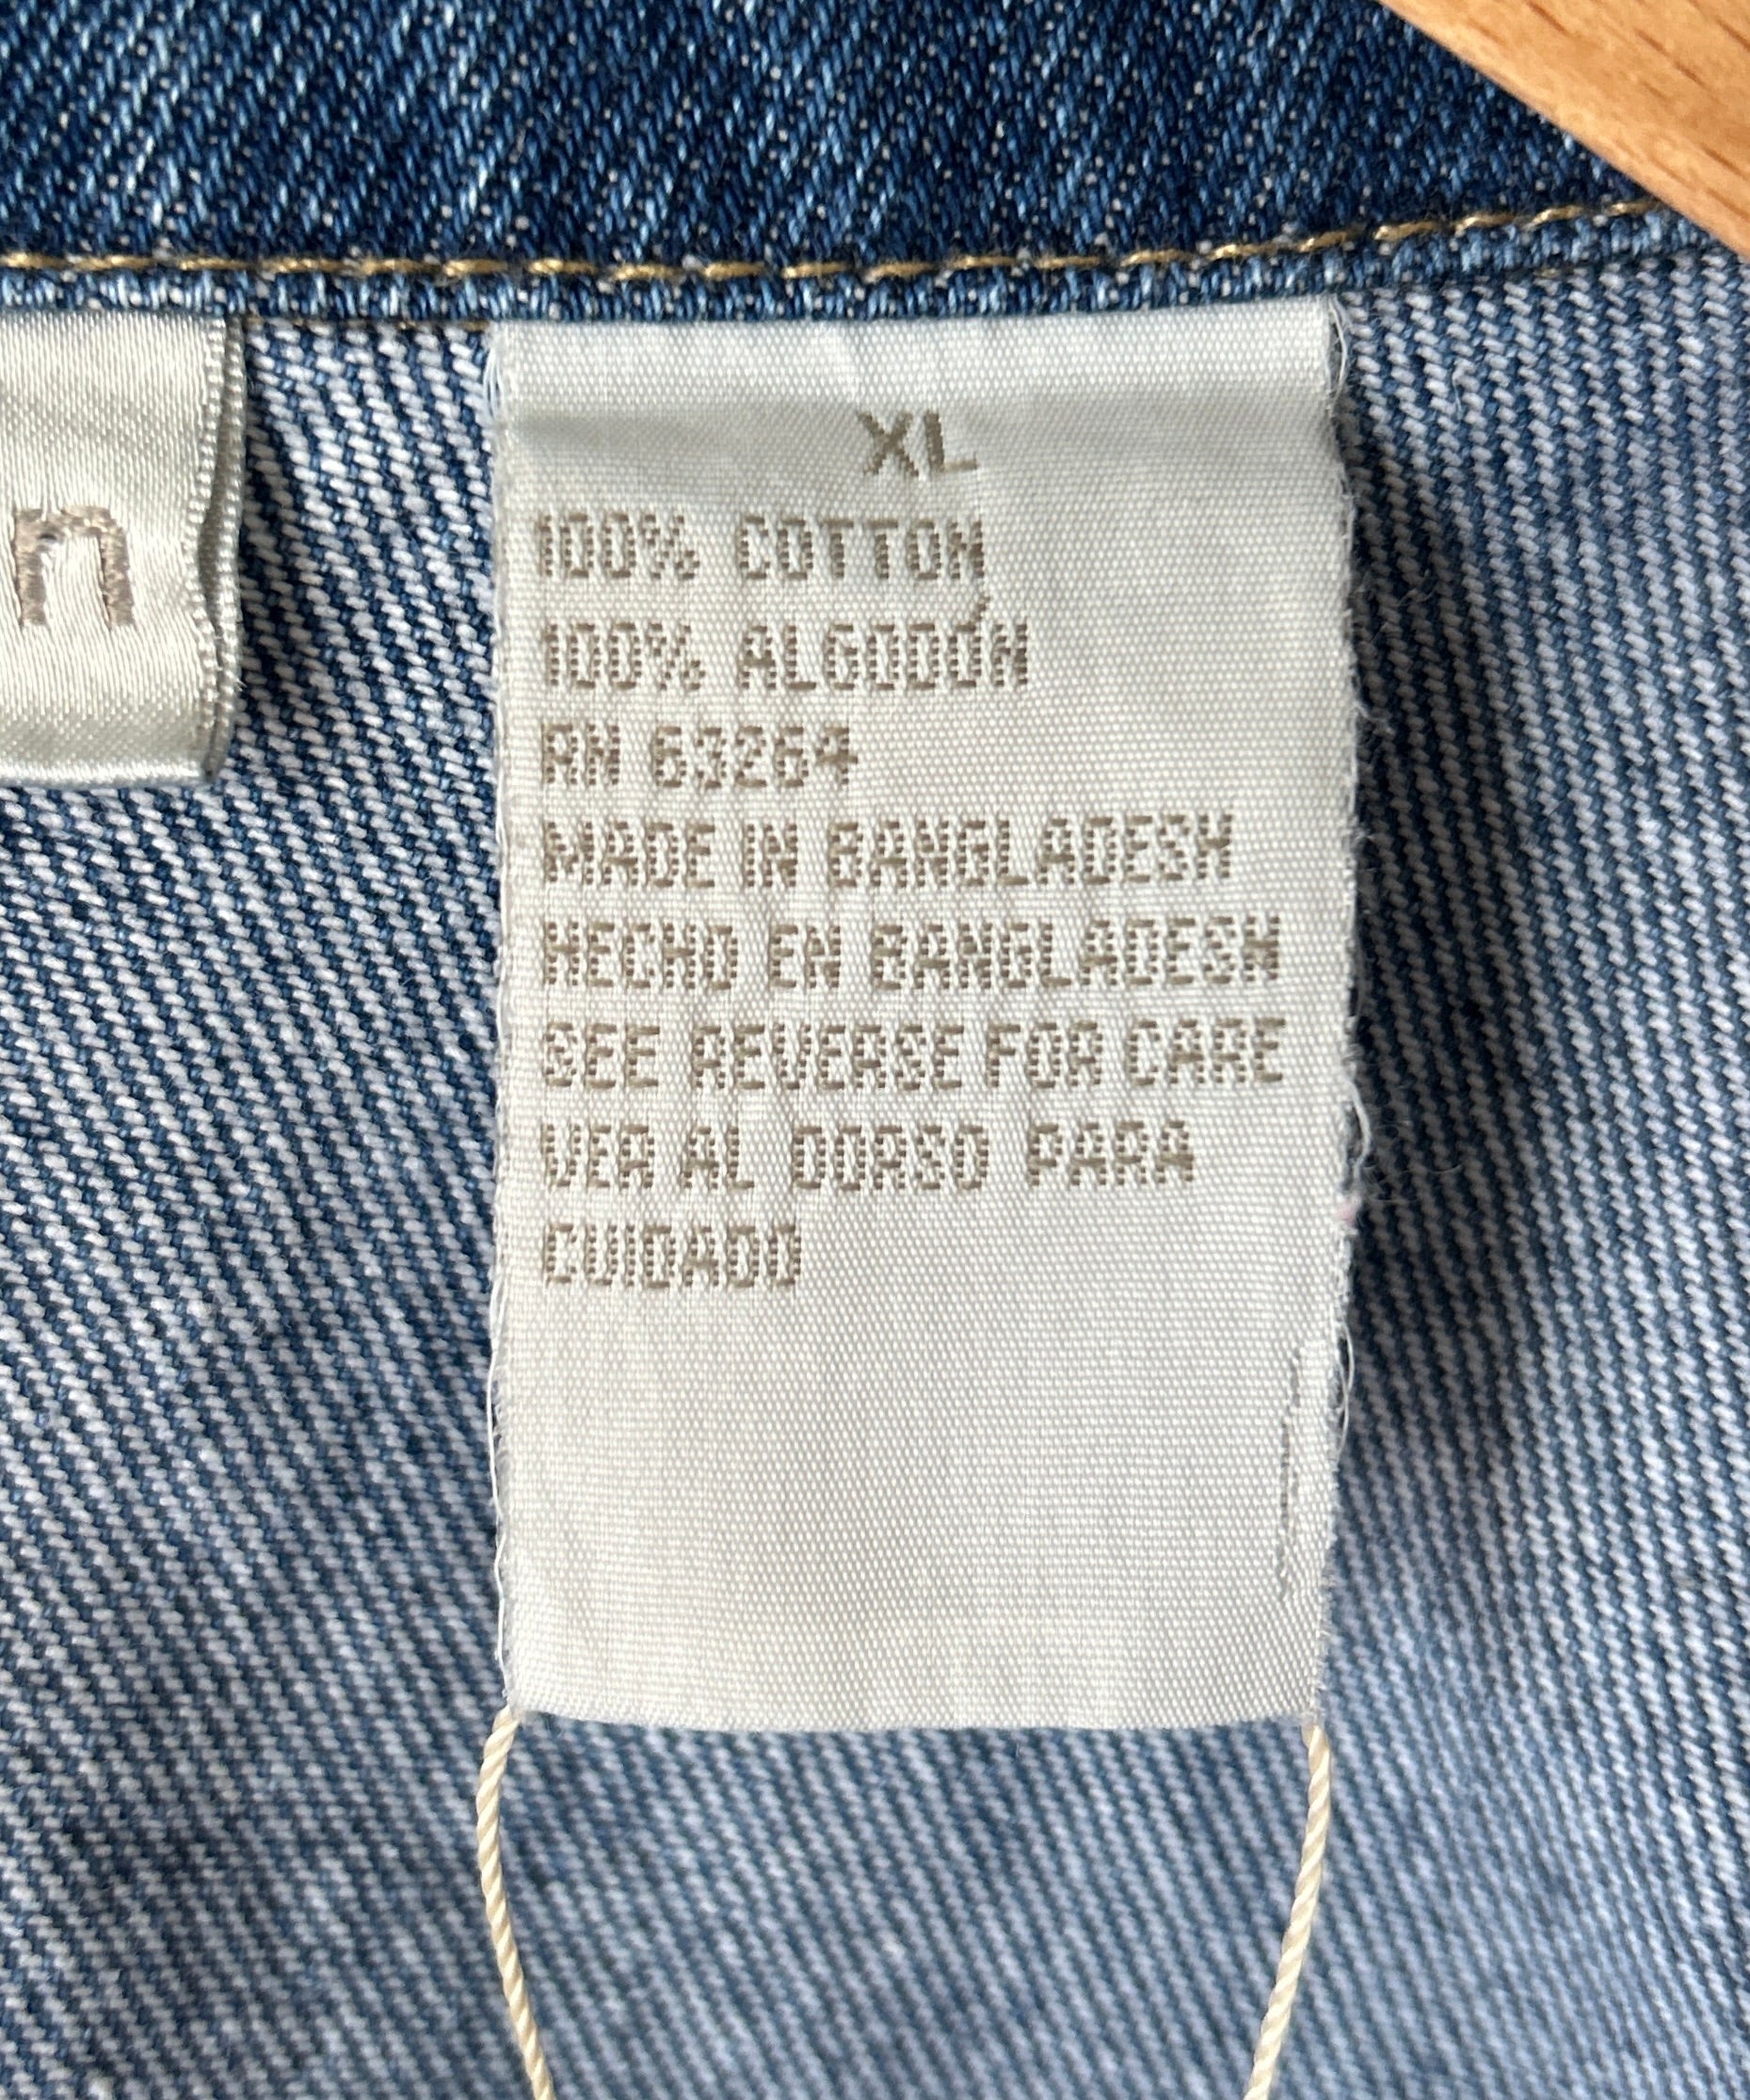 n
XL
100% COTTON
100% ALGODÓN
RN 63264
MADE IN BANGLADESH
HECHO EN BANGLADESH
SEE REVERSE FOR CARE
VER AL DORSO PARA
CUIDADO